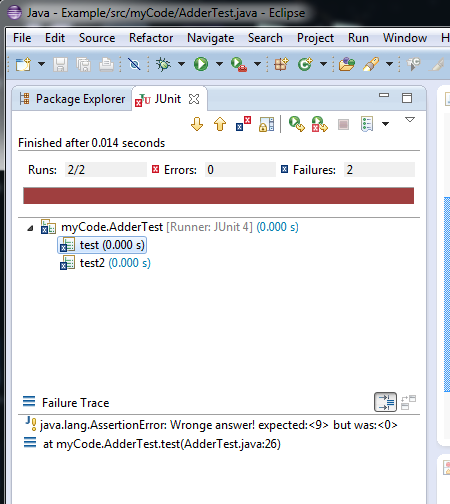 Java - Example/src/myCode/AdderTest.java - Eclipse
File Edit Source Refactor Navigate Search Project Run Window H
Package Explorer JUnit
Finished after 0.014 seconds
Runs: 2/2 Errors: 0 Failures: 2
myCode.AdderTest [Runner: JUnit 4] (0.000 s)
test (0.000 s)
test2 (0.000 s)
Failure Trace
java.lang.AssertionError: Wronge answer! expected:<9> but was:<0>
at myCode.AdderTest.test(AdderTest.java:26)